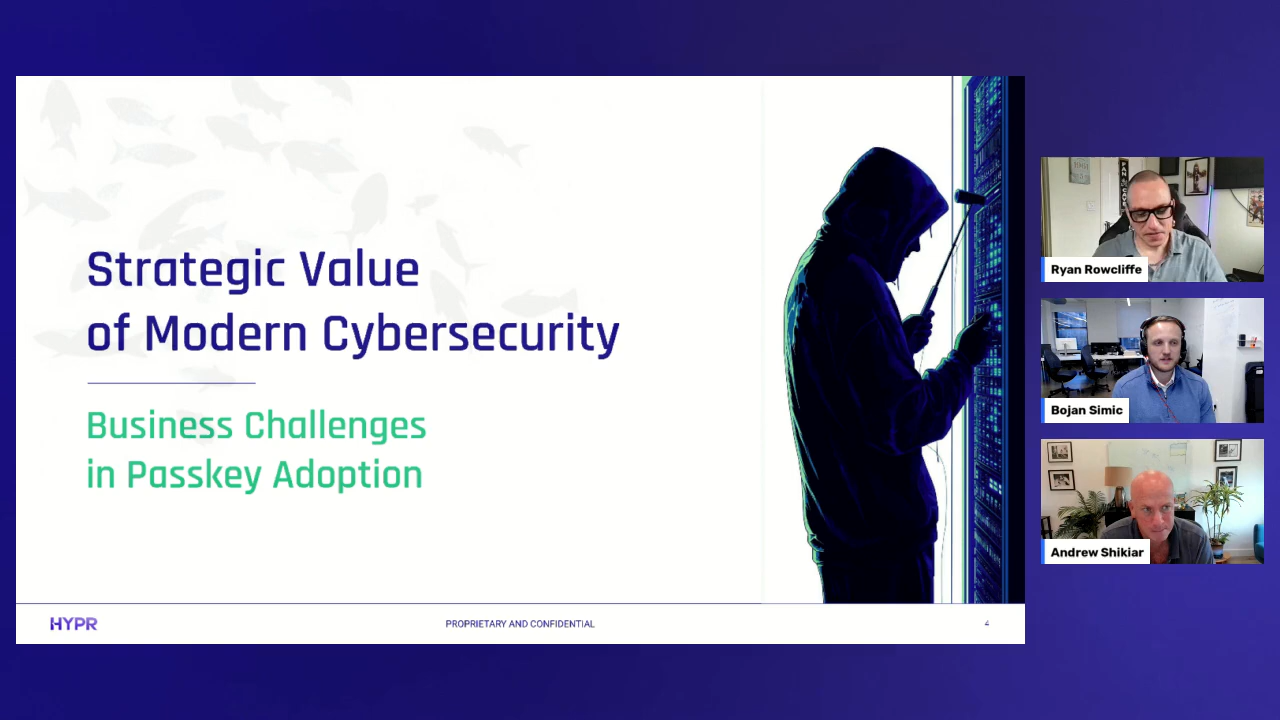 Strategic Value
of Modern Cybersecurity
Business Challenges
in Passkey Adoption
HYPR
PROPRIETARY AND CONFIDENTIAL
4
Ryan Rowcliffe
Bojan Simic
Andrew Shikiar